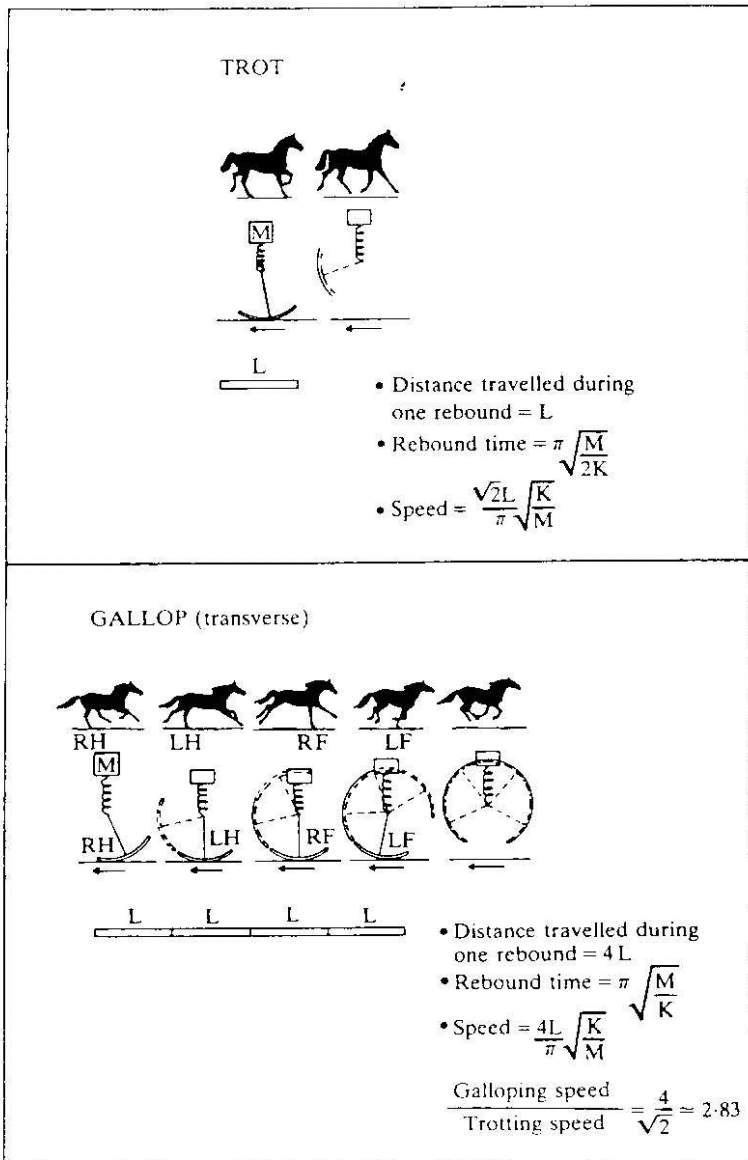 TROT
M
L
• Distance travelled during
one rebound = L
• Rebound time = π √(M/2K)
• Speed = √2L/π √(K/M)
GALLOP (transverse)
RH LH RF LF
M
RH LH RF LF
L L L L
• Distance travelled during
one rebound = 4L
• Rebound time = π √(M/K)
• Speed = 4L/π √(K/M)
Galloping speed / Trotting speed = 4/√2 ≃ 2·83